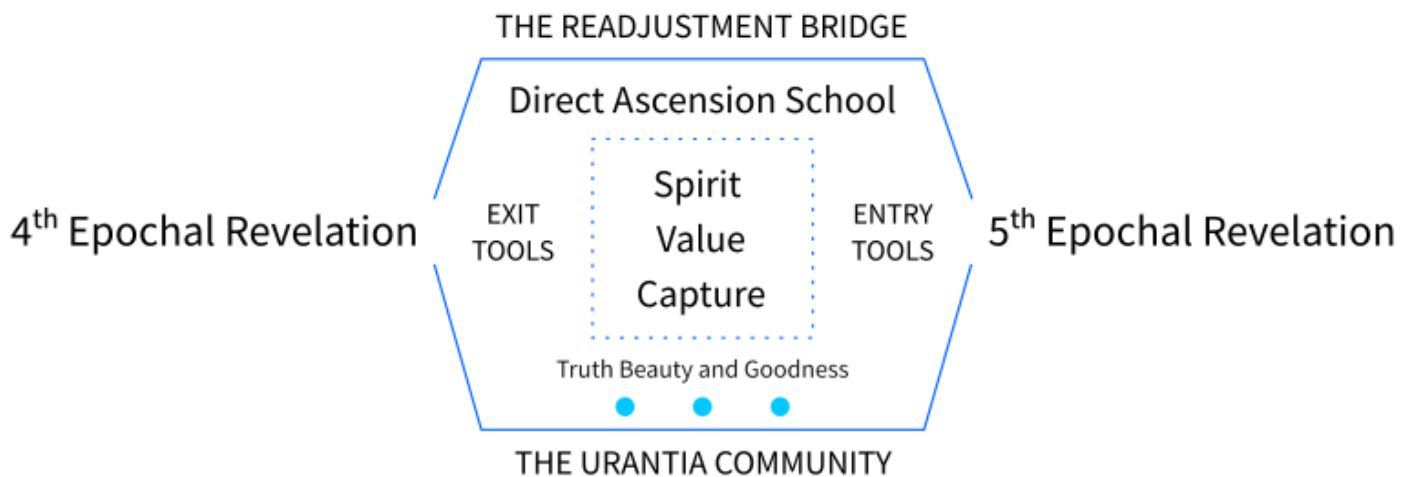 THE READJUSTMENT BRIDGE
Direct Ascension School
Spirit
Value
Capture
4th Epochal Revelation
EXIT
TOOLS
ENTRY
TOOLS
5th Epochal Revelation
Truth Beauty and Goodness
THE URANTIA COMMUNITY